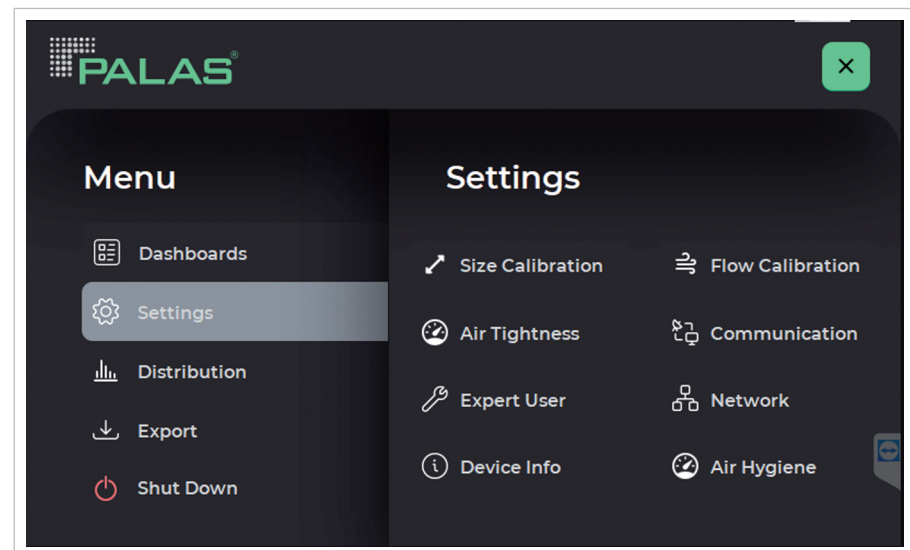 PALAS®
Menu
Dashboards
Settings
Distribution
Export
Shut Down
Settings
Size Calibration
Flow Calibration
Air Tightness
Communication
Expert User
Network
Device Info
Air Hygiene